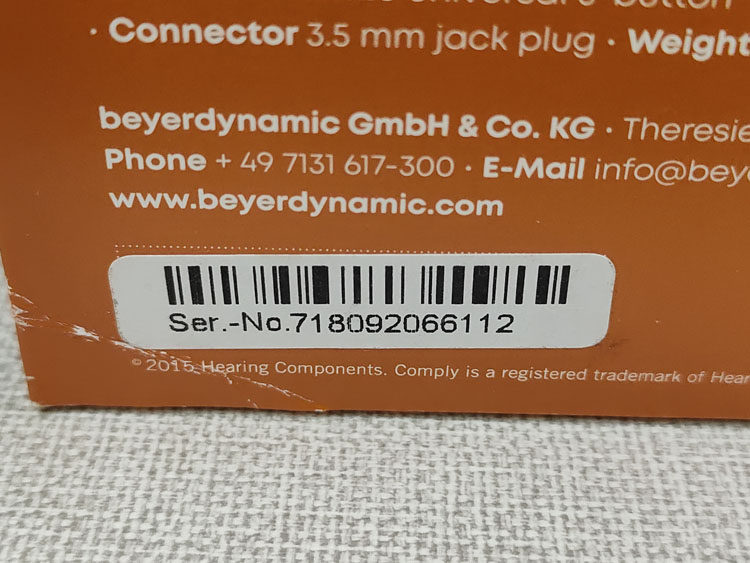 · Connector 3.5 mm jack plug · Weight
beyerdynamic GmbH & Co. KG · Theresie
Phone + 49 7131 617-300 · E-Mail info@bey
www.beyerdynamic.com
Ser.-No.718092066112
© 2015 Hearing Components. Comply is a registered trademark of Hear